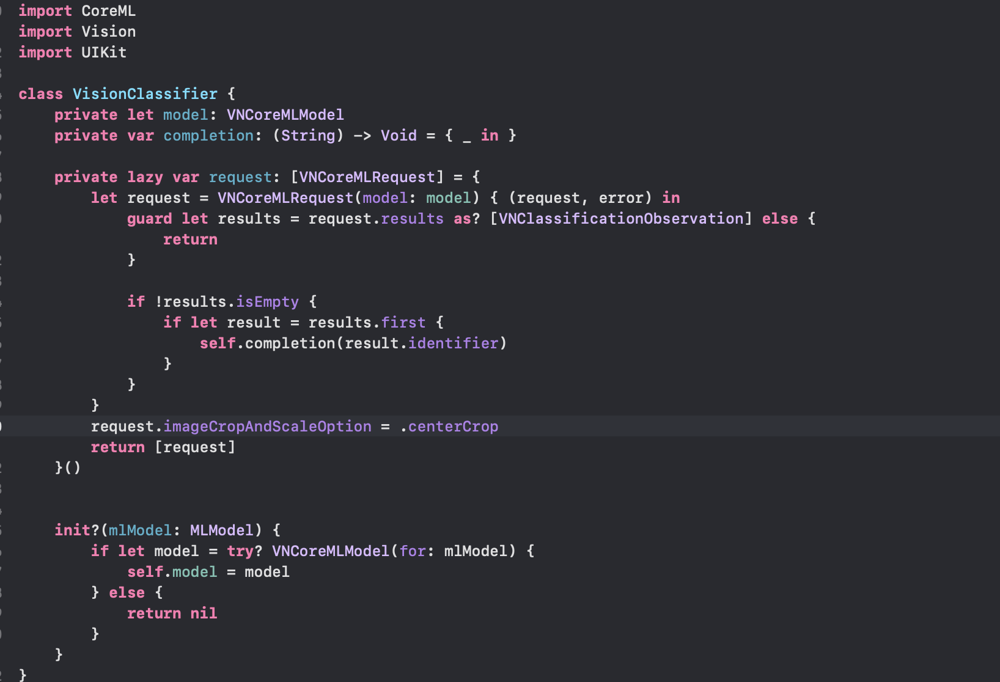 import CoreML
import Vision
import UIKit
class VisionClassifier {
    private let model: VNCoreMLModel
    private var completion: (String) -> Void = { _ in }
    private lazy var request: [VNCoreMLRequest] = {
        let request = VNCoreMLRequest(model: model) { (request, error) in
            guard let results = request.results as? [VNClassificationObservation] else {
                return
            }
            if !results.isEmpty {
                if let result = results.first {
                    self.completion(result.identifier)
                }
            }
        }
        request.imageCropAndScaleOption = .centerCrop
        return [request]
    }()
    init?(mlModel: MLModel) {
        if let model = try? VNCoreMLModel(for: mlModel) {
            self.model = model
        } else {
            return nil
        }
    }
}